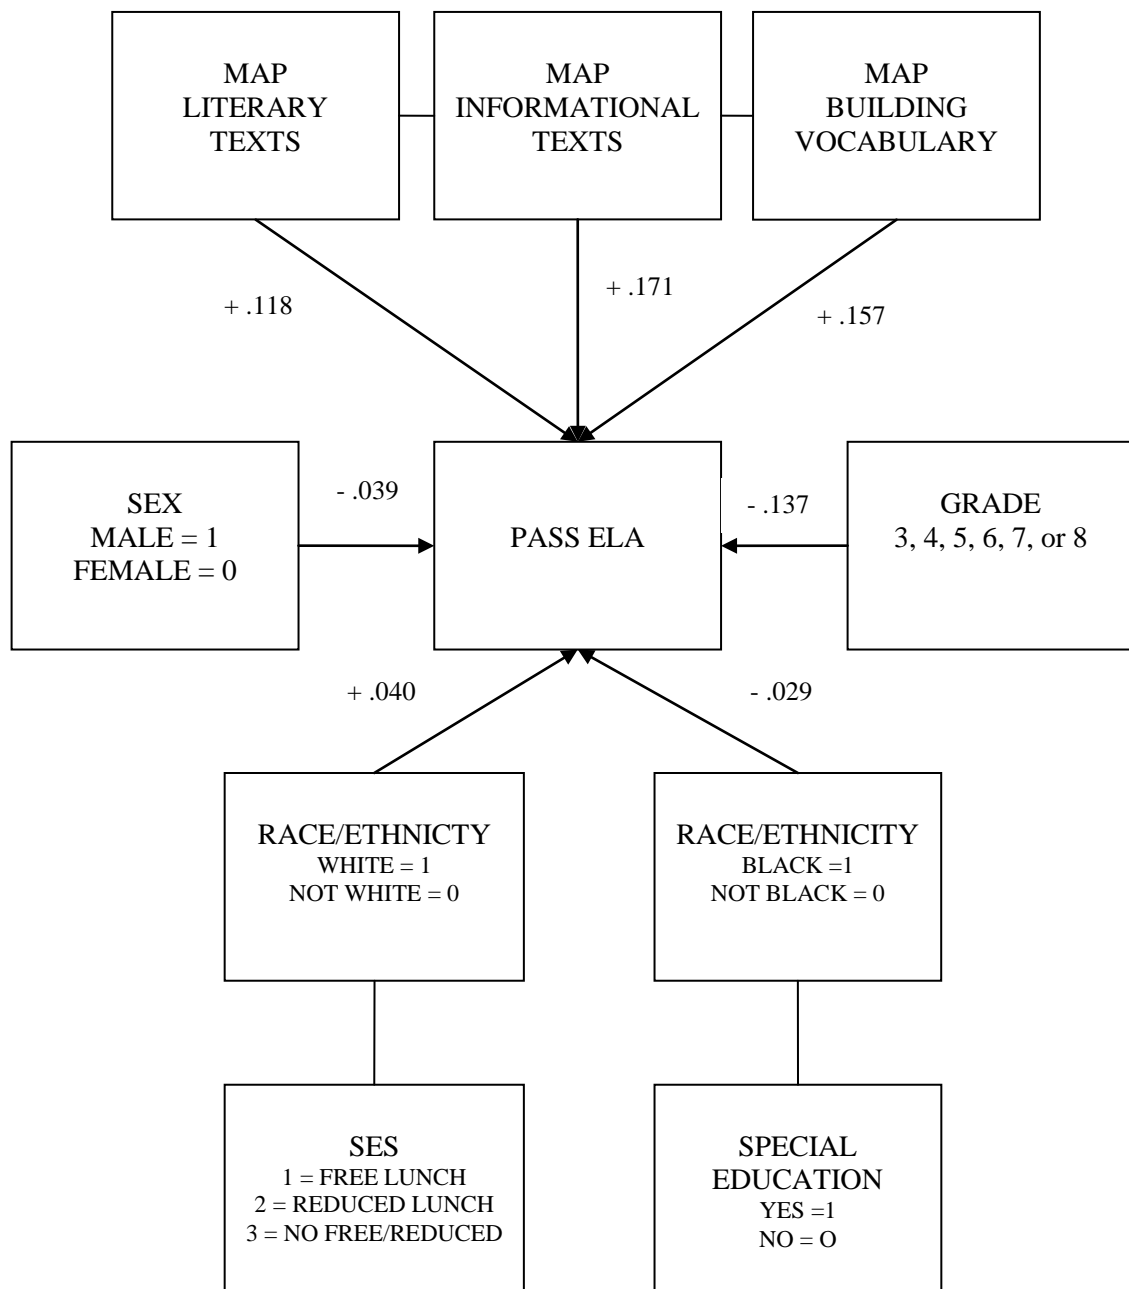 MAP
LITERARY
TEXTS
MAP
INFORMATIONAL
TEXTS
MAP
BUILDING
VOCABULARY
+ .118
+ .171
+ .157
SEX
MALE = 1
FEMALE = 0
- .039
PASS ELA
- .137
GRADE
3, 4, 5, 6, 7, or 8
+ .040
- .029
RACE/ETHNICTY
WHITE = 1
NOT WHITE = 0
RACE/ETHNICITY
BLACK =1
NOT BLACK = 0
SES
1 = FREE LUNCH
2 = REDUCED LUNCH
3 = NO FREE/REDUCED
SPECIAL
EDUCATION
YES =1
NO = O